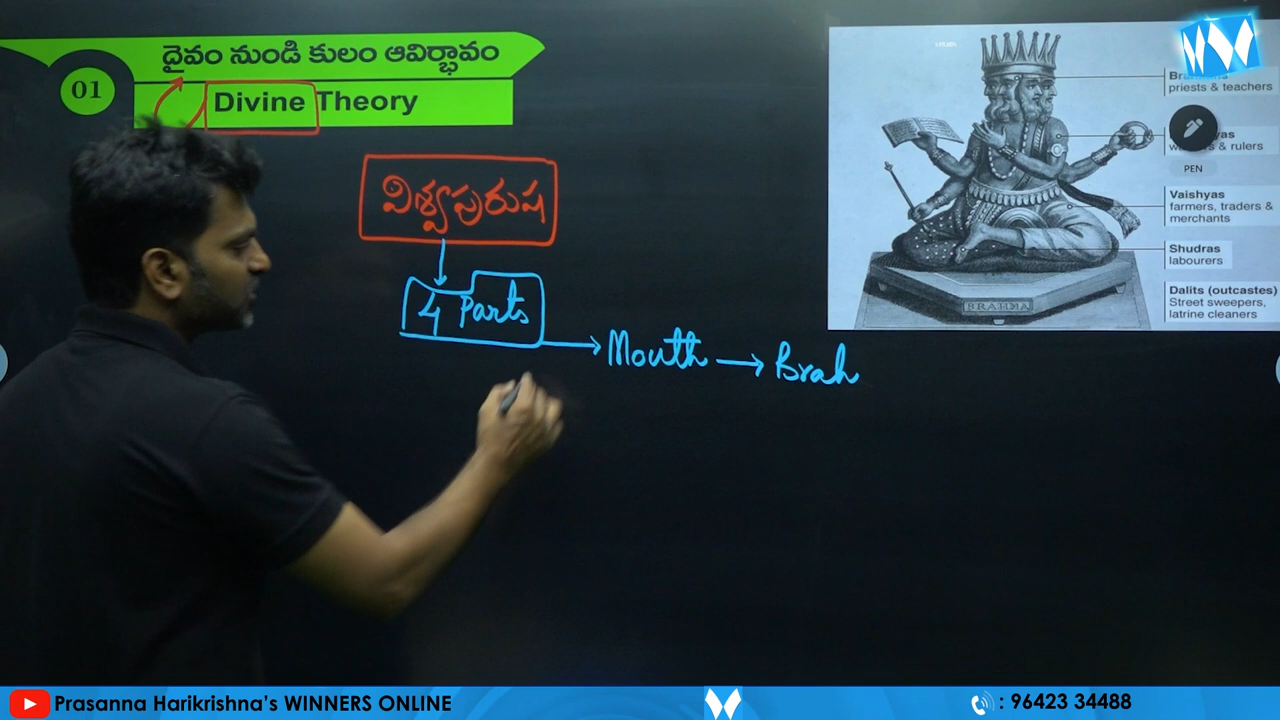 01
దైవం నుండి కులం ఆవిర్భావం
Divine Theory
విశ్వపురుష
4 Parts
Mouth → Brah
priests & teachers
& rulers
PEN
Vaishyas
farmers, traders &
merchants
Shudras
labourers
Dalits (outcastes)
Street sweepers,
latrine cleaners
BRAHMA
Prasanna Harikrishna's WINNERS ONLINE
: 96423 34488